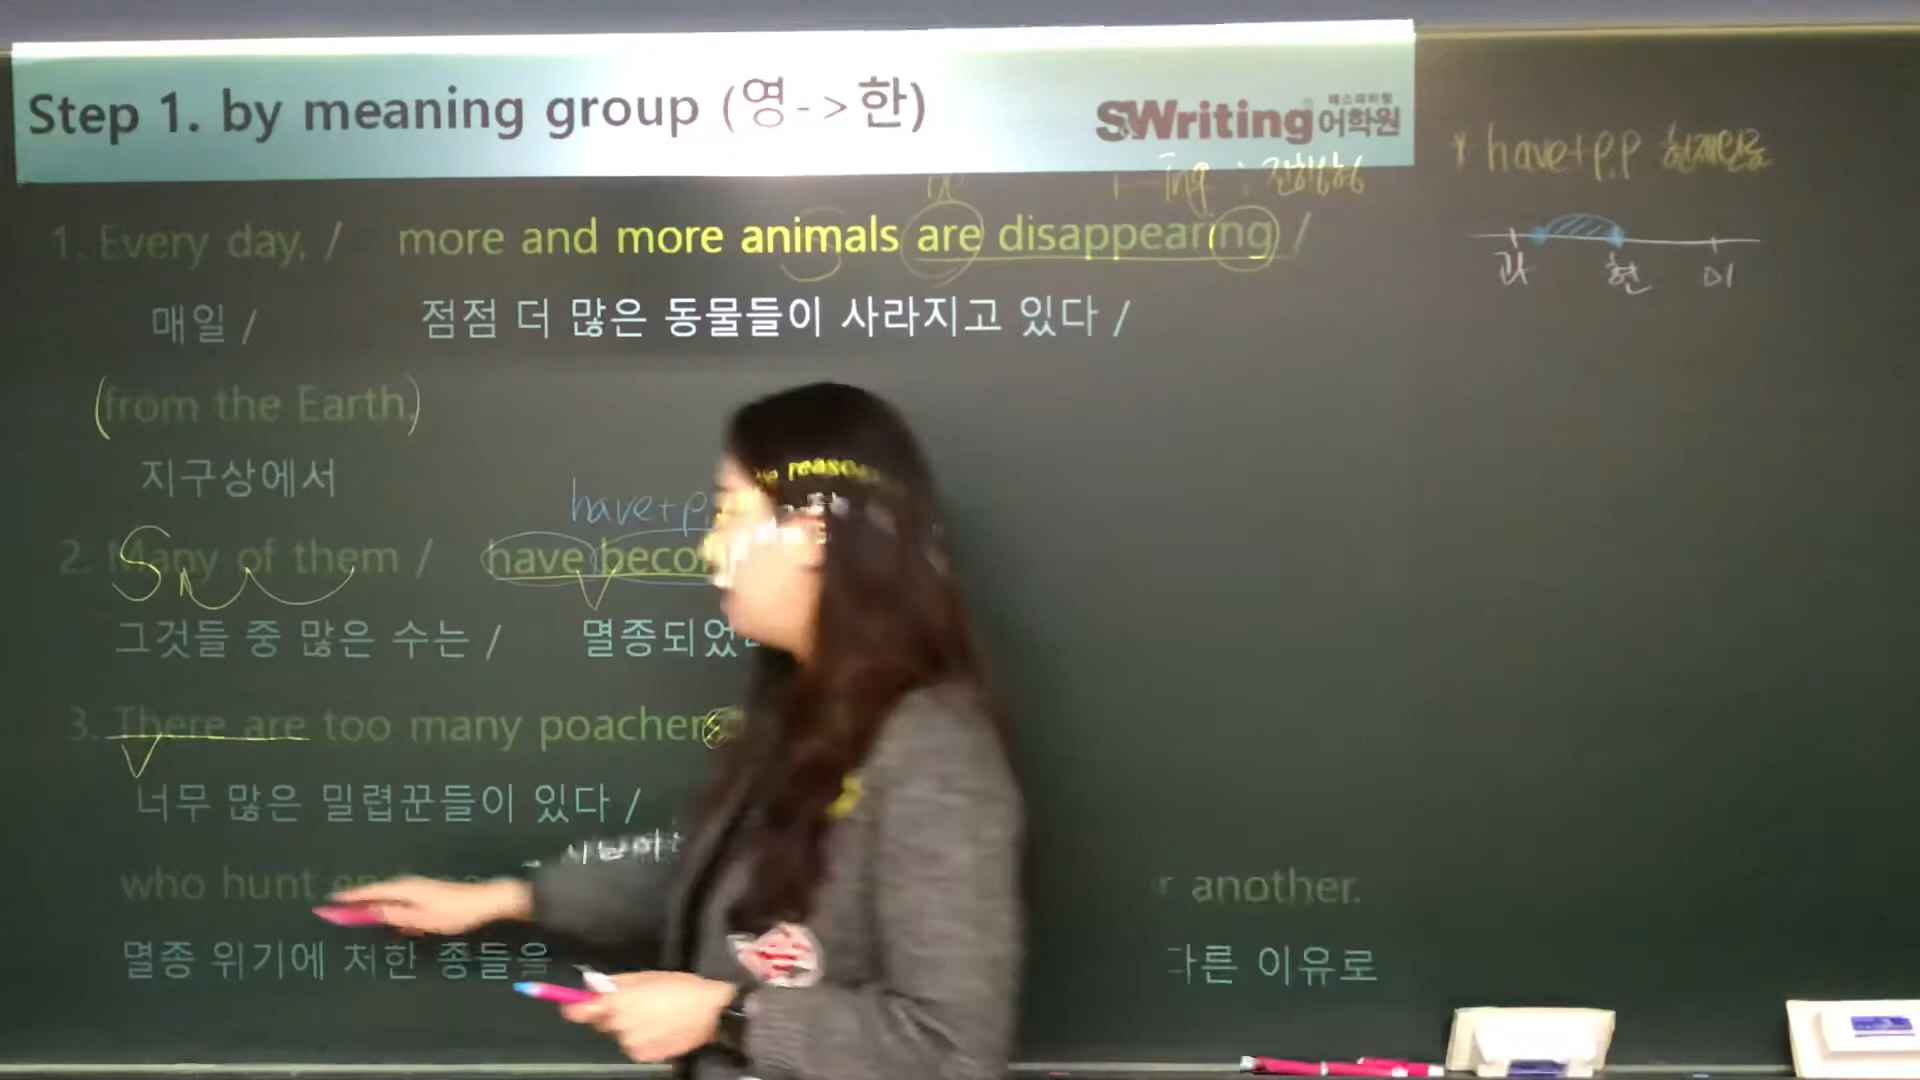 Step 1. by meaning group (영->한)
SWriting 어학원
* have+p.p 현재완료
ing : 진행형
1. Every day, / more and more animals are disappearing /
과 현 미
매일 / 점점 더 많은 동물들이 사라지고 있다 /
(from the Earth.)
지구상에서
have+p.
2. Many of them / have becom
S
그것들 중 많은 수는 / 멸종되었
3. There are too many poachers
너무 많은 밀렵꾼들이 있다 /
who hunt another.
멸종 위기에 처한 종들을 다른 이유로